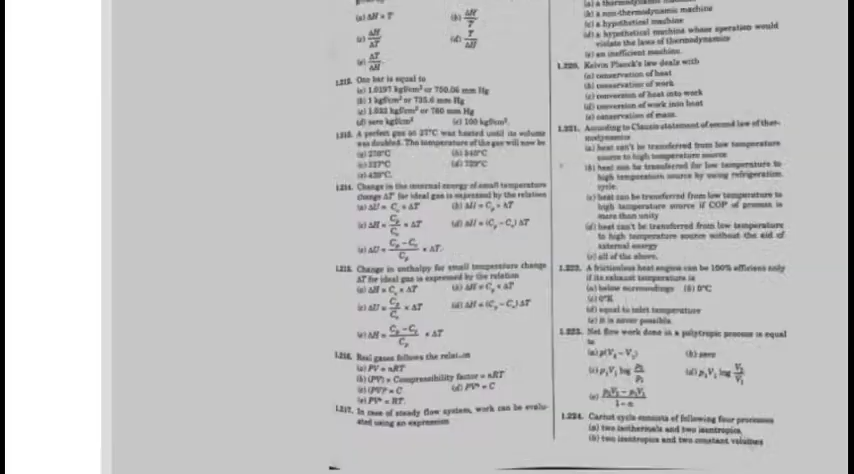 (a) ΔH × T (b) ΔH/T
(c) ΔH/ΔT (d) T/ΔH
(e) ΔT/ΔH
1.212. One bar is equal to
(a) 1.0197 kgf/cm² or 750.06 mm Hg
(b) 1 kgf/cm² or 735.6 mm Hg
(c) 1.033 kgf/cm² or 760 mm Hg
(d) zero kgf/cm² (e) 100 kgf/cm².
1.213. A perfect gas at 27°C was heated until its volume
was doubled. The temperature of the gas will now be
(a) 270°C (b) 540°C
(c) 327°C
1.214. Change in the internal energy of small temperature
change ΔT for ideal gas is expressed by the relation
(a) ΔU = Cv × ΔT (b) ΔU = Cp × ΔT
(c) ΔU = Cp/Cv × ΔT (d) ΔU = (Cp – Cv) ΔT
(e) ΔU = Cp – Cv/Cp × ΔT.
1.215. Change in enthalpy for small temperature change
ΔT for ideal gas is expressed by the relation
(a) ΔH = Cv × ΔT (b) ΔH = Cp × ΔT
(c) ΔU = Cp/Cv × ΔT (d) ΔH = (Cp – Cv) ΔT
(e) ΔH = Cp – Cv/Cp × ΔT
1.216. Real gases follows the relation
(a) PV = nRT
(b) (PV) × Compressibility factor = nRT
(d) PVⁿ = C
1.217. In case of steady flow system, work can be evalu-
ated using an expression
(a) a thermodynamic machine
(b) a non-thermodynamic machine
(c) a hypothetical machine
(d) a hypothetical machine whose operation would
violate the laws of thermodynamics
(e) an inefficient machine.
1.220. Kelvin Planck's law deals with
(a) conservation of heat
(b) conservation of work
(c) conversion of heat into work
(d) conversion of work into heat
(e) conservation of mass.
1.221. According to Clausis statement of second law of ther-
modynamics
(a) heat can't be transferred from low temperature
source to high temperature source
(b) heat can be transferred for low temperature to
high temperature source by using refrigeration
cycle.
(c) heat can be transferred from low temperature to
high temperature source if COP of process is
more than unity
(d) heat can't be transferred from low temperature
to high temperature source without the aid of
external energy
(e) all of the above.
1.222. A frictionless heat engine can be 100% efficient only
if its exhaust temperature is
(a) below surroundings (b) 0°C
(c) 0°K
(d) equal to inlet temperature
(e) it is never possible.
1.223. Net flow work done in a polytropic process is equal
to
(a) p(V₂ – V₁) (b) zero
(c) p₁V₁ log p₂/p₁ (d) p₁V₁ log V₂/V₁
(e) p₂V₂ – p₁V₁/1 – n
1.224. Carnot cycle consists of following four processes
(a) two isothermals and two isentropics
(b) two isentropics and two constant volumes